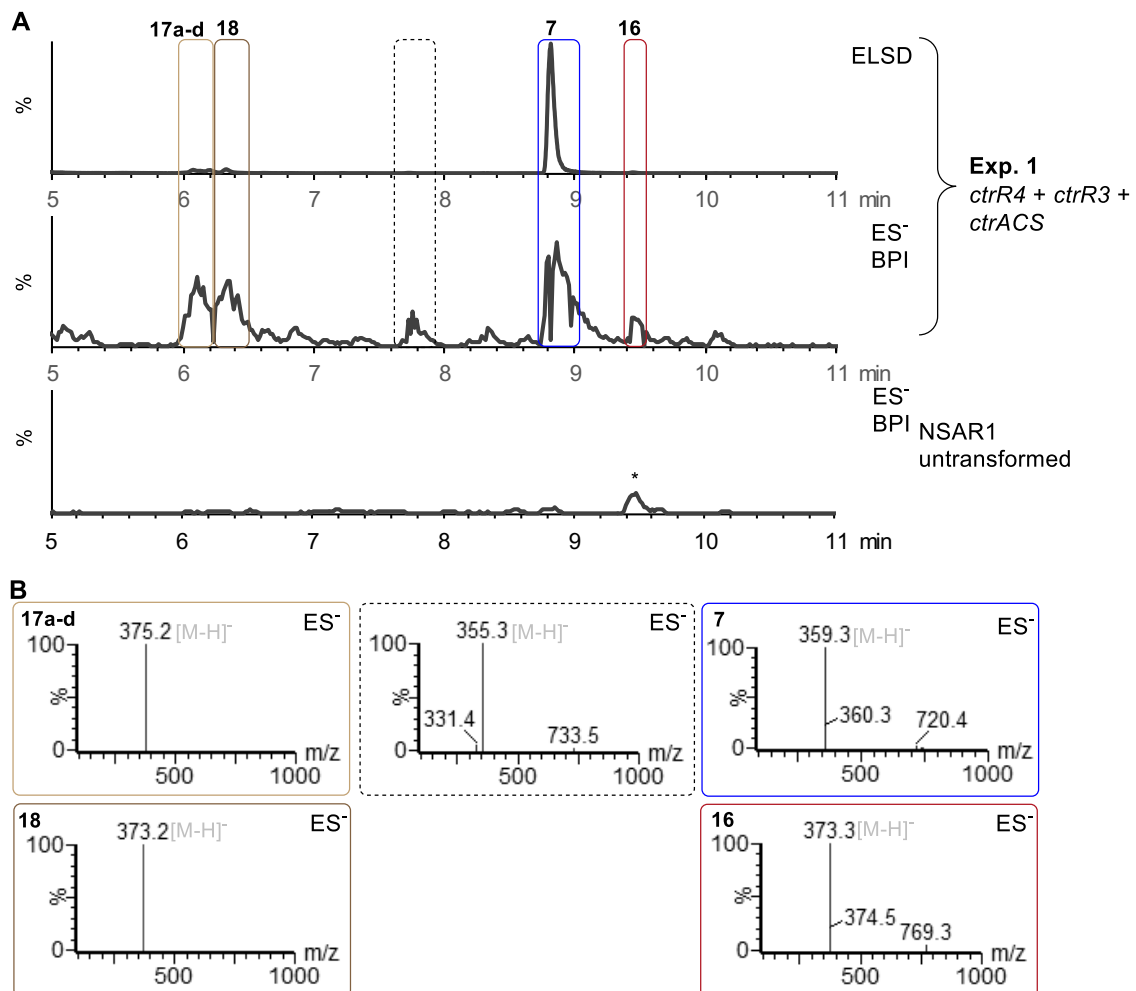 A
17a-d 18 7 16
ELSD
%
5 6 7 8 9 10 11 min
Exp. 1
ctrR4 + ctrR3 +
ctrACS
ES-
BPI
%
5 6 7 8 9 10 11 min
ES-
BPI
NSAR1
untransformed
%
*
5 6 7 8 9 10 11 min
B
17a-d ES-
375.2 [M-H]-
100
%
0
500 1000
m/z
ES-
355.3 [M-H]-
100
%
331.4
733.5
0
500 1000
m/z
7 ES-
359.3 [M-H]-
100
%
360.3
720.4
0
500 1000
m/z
18 ES-
373.2 [M-H]-
100
%
0
500 1000
m/z
16 ES-
373.3 [M-H]-
100
%
374.5
769.3
0
500 1000
m/z